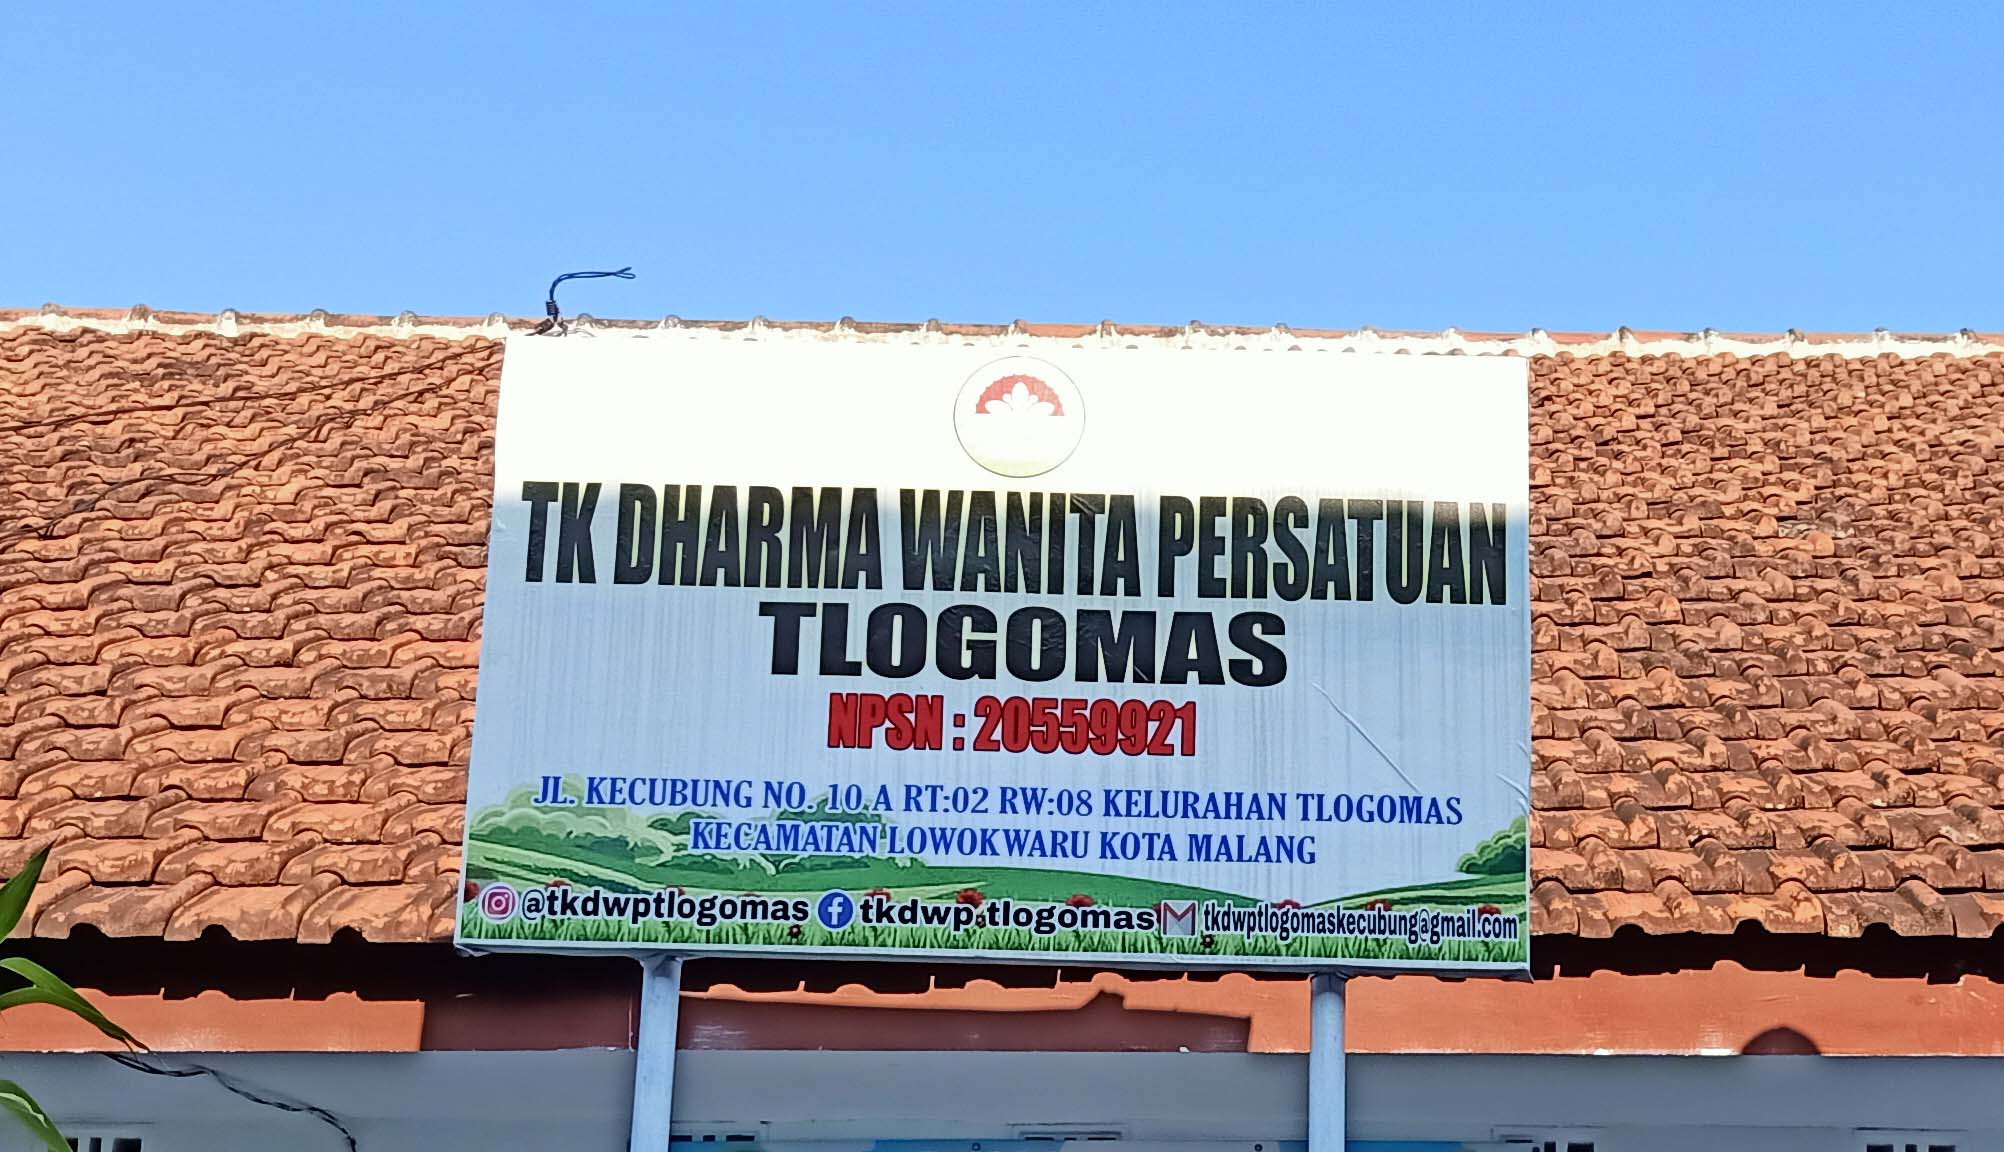 TK DHARMA WANITA PERSATUAN
TLOGOMAS
NPSN : 20559921
JL. KECUBUNG NO. 10 A RT:02 RW:08 KELURAHAN TLOGOMAS
KECAMATAN LOWOKWARU KOTA MALANG
@tkdwptlogomas tkdwp.tlogomas tkdwptlogomaskecubung@gmail.com